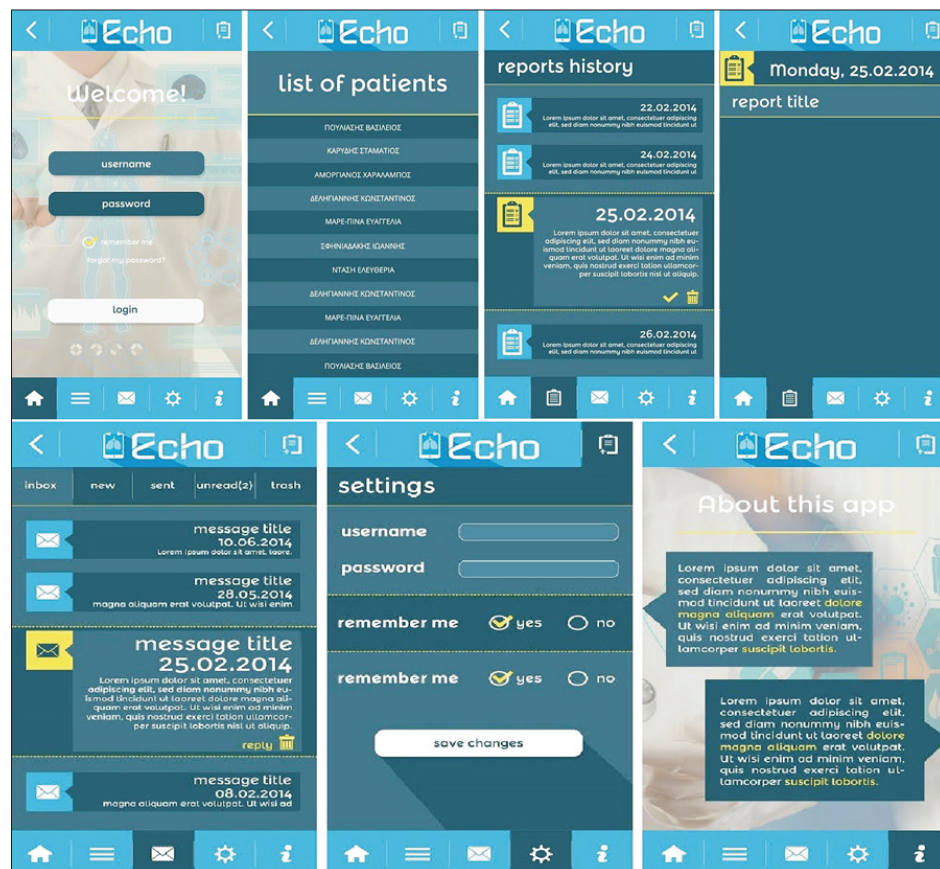 Echo
Welcome!
username
password
remember me
forgot my password?
login
Echo
list of patients
ΠΟΥΛΙΑΣΗΣ ΒΑΣΙΛΕΙΟΣ
ΚΑΡΥΔΗΣ ΣΤΑΜΑΤΙΟΣ
ΑΜΟΡΓΙΑΝΟΣ ΧΑΡΑΛΑΜΠΟΣ
ΔΕΛΗΓΙΑΝΝΗΣ ΚΩΝΣΤΑΝΤΙΝΟΣ
ΜΑΡΕ-ΠΙΝΑ ΕΥΑΓΓΕΛΙΑ
ΣΦΗΝΙΑΔΑΚΗΣ ΙΩΑΝΝΗΣ
ΝΤΑΣΗ ΕΛΕΥΘΕΡΙΑ
ΔΕΛΗΓΙΑΝΝΗΣ ΚΩΝΣΤΑΝΤΙΝΟΣ
ΜΑΡΕ-ΠΙΝΑ ΕΥΑΓΓΕΛΙΑ
ΔΕΛΗΓΙΑΝΝΗΣ ΚΩΝΣΤΑΝΤΙΝΟΣ
ΠΟΥΛΙΑΣΗΣ ΒΑΣΙΛΕΙΟΣ
Echo
reports history
22.02.2014
Lorem ipsum dolor sit amet, consectetuer adipiscing
elit, sed diam nonummy nibh euismod tincidunt ut
24.02.2014
Lorem ipsum dolor sit amet, consectetuer adipiscing
elit, sed diam nonummy nibh euismod tincidunt ut
25.02.2014
Lorem ipsum dolor sit amet, consectetuer
adipiscing elit, sed diam nonummy nibh eu-
ismod tincidunt ut laoreet dolore magna ali-
quam erat volutpat. Ut wisi enim ad minim
veniam, quis nostrud exerci tation ullamcor-
per suscipit lobortis nisl ut aliquip.
26.02.2014
Lorem ipsum dolor sit amet, consectetuer adipiscing
elit, sed diam nonummy nibh euismod tincidunt ut
Echo
Monday, 25.02.2014
report title
Echo
inbox new sent unread(2) trash
message title
10.06.2014
Lorem ipsum dolor sit amet, laore.
message title
28.05.2014
magna aliquam erat volutpat. Ut wisi enim
message title
25.02.2014
Lorem ipsum dolor sit amet, consectetuer
adipiscing elit, sed diam nonummy nibh eu-
ismod tincidunt ut laoreet dolore magna ali-
quam erat volutpat. Ut wisi enim ad minim
veniam, quis nostrud exerci tation ullamcor-
per suscipit lobortis nisl ut aliquip.
reply
message title
08.02.2014
magna aliquam erat volutpat. Ut wisi ad
Echo
settings
username
password
remember me yes no
remember me yes no
save changes
Echo
About this app
Lorem ipsum dolor sit amet,
consectetuer adipiscing elit,
sed diam nonummy nibh euis-
mod tincidunt ut laoreet dolore
magna aliquam erat volutpat.
Ut wisi enim ad minim veniam,
quis nostrud exerci tation ul-
lamcorper suscipit lobortis.
Lorem ipsum dolor sit amet,
consectetuer adipiscing elit,
sed diam nonummy nibh euis-
mod tincidunt ut laoreet dolore
magna aliquam erat volutpat.
Ut wisi enim ad minim veniam,
quis nostrud exerci tation ul-
lamcorper suscipit lobortis.